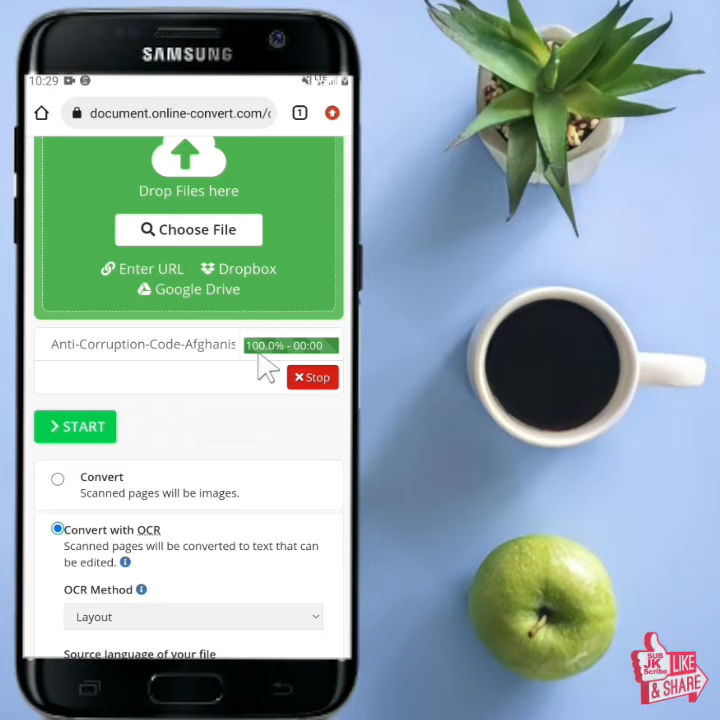 SAMSUNG
10:29
LTE
document.online-convert.com/c
1
Drop Files here
Choose File
Enter URL Dropbox
Google Drive
Anti-Corruption-Code-Afghanis 100.0% - 00:00
Stop
START
Convert
Scanned pages will be images.
Convert with OCR
Scanned pages will be converted to text that can
be edited.
OCR Method
Layout
Source language of your file
SUB
JK
Scribe
LIKE
& SHARE